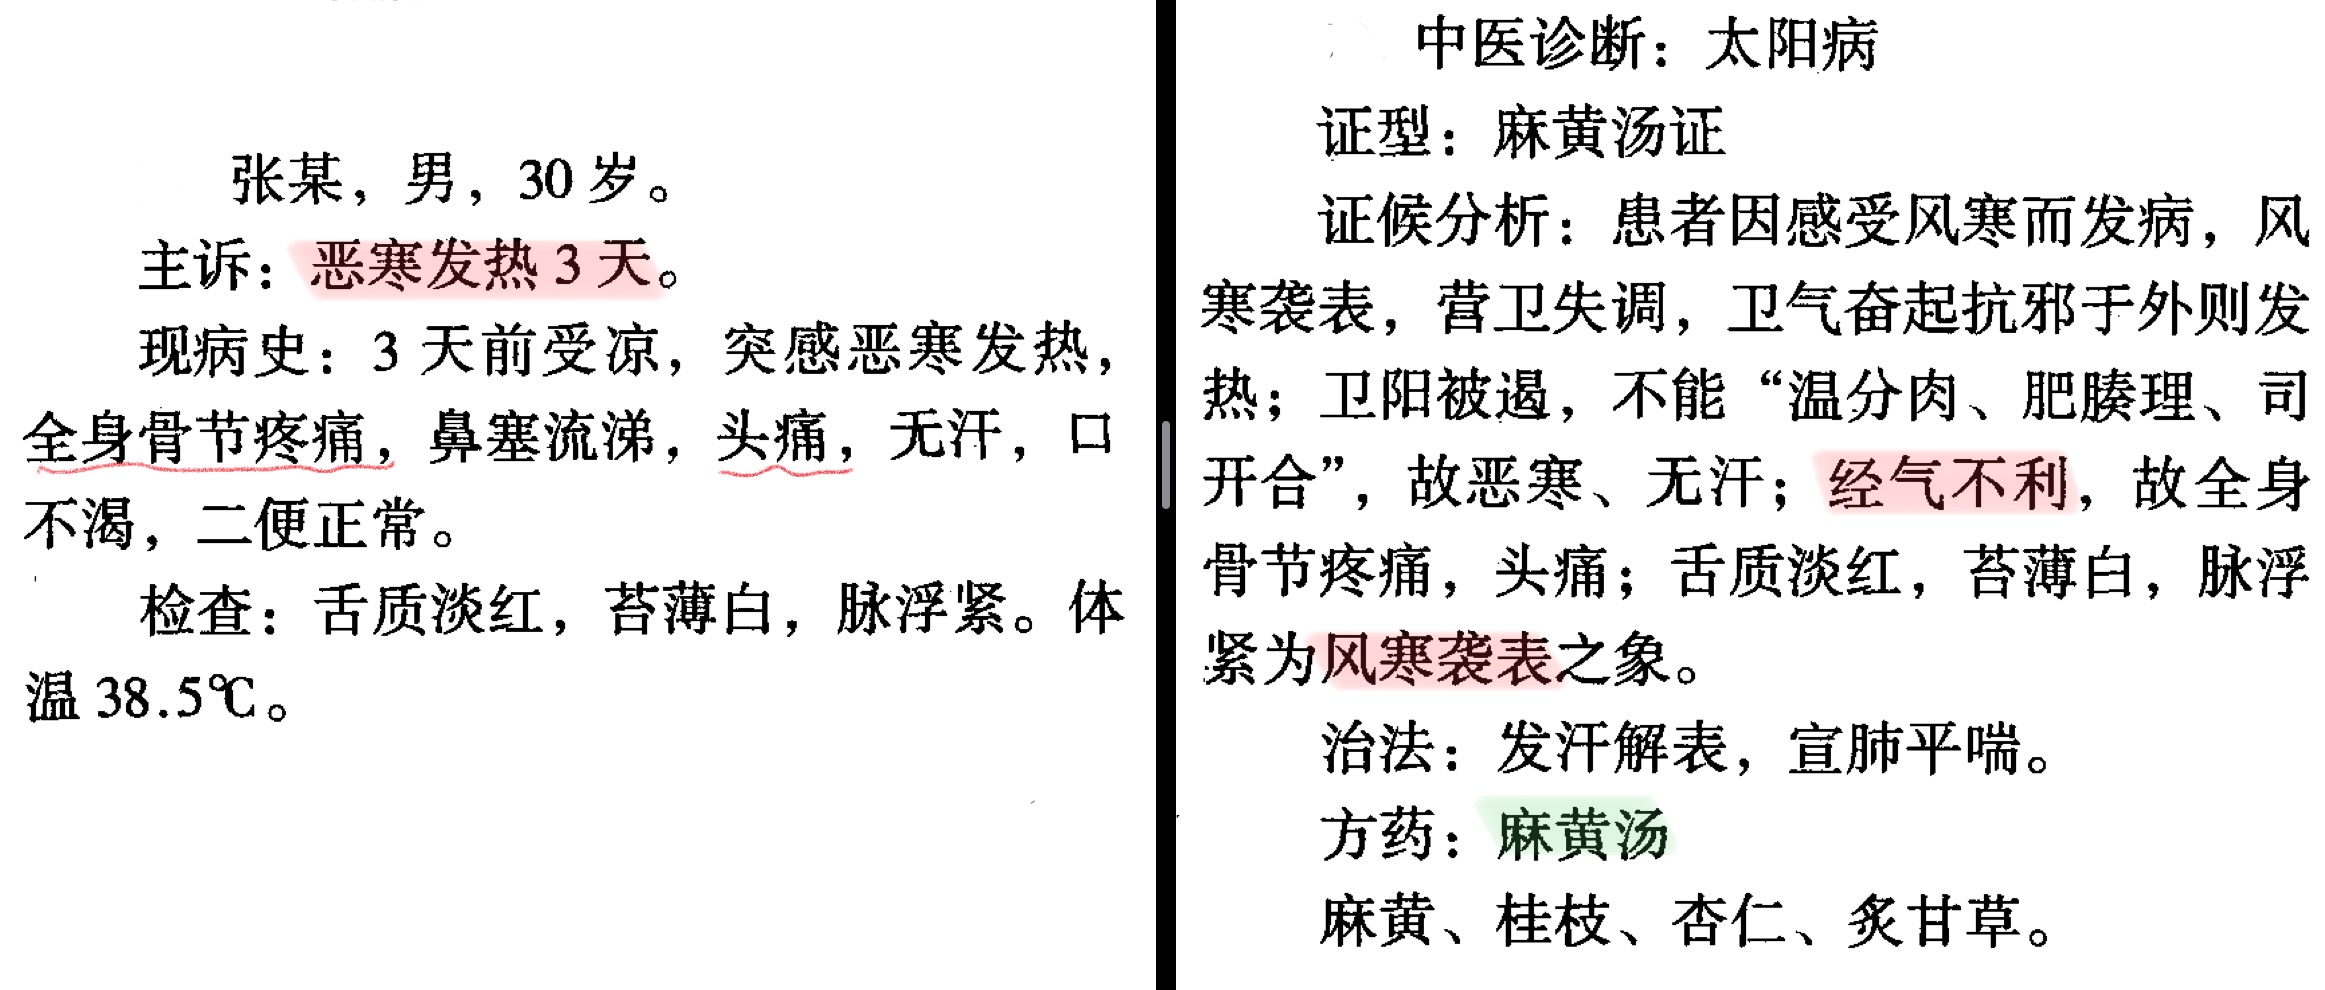 张某，男，30岁。
主诉：恶寒发热3天。
现病史：3天前受凉，突感恶寒发热，
全身骨节疼痛，鼻塞流涕，头痛，无汗，口
不渴，二便正常。
检查：舌质淡红，苔薄白，脉浮紧。体
温38.5℃。
中医诊断：太阳病
证型：麻黄汤证
证候分析：患者因感受风寒而发病，风
寒袭表，营卫失调，卫气奋起抗邪于外则发
热；卫阳被遏，不能“温分肉、肥腠理、司
开合”，故恶寒、无汗；经气不利，故全身
骨节疼痛，头痛；舌质淡红，苔薄白，脉浮
紧为风寒袭表之象。
治法：发汗解表，宣肺平喘。
方药：麻黄汤
麻黄、桂枝、杏仁、炙甘草。